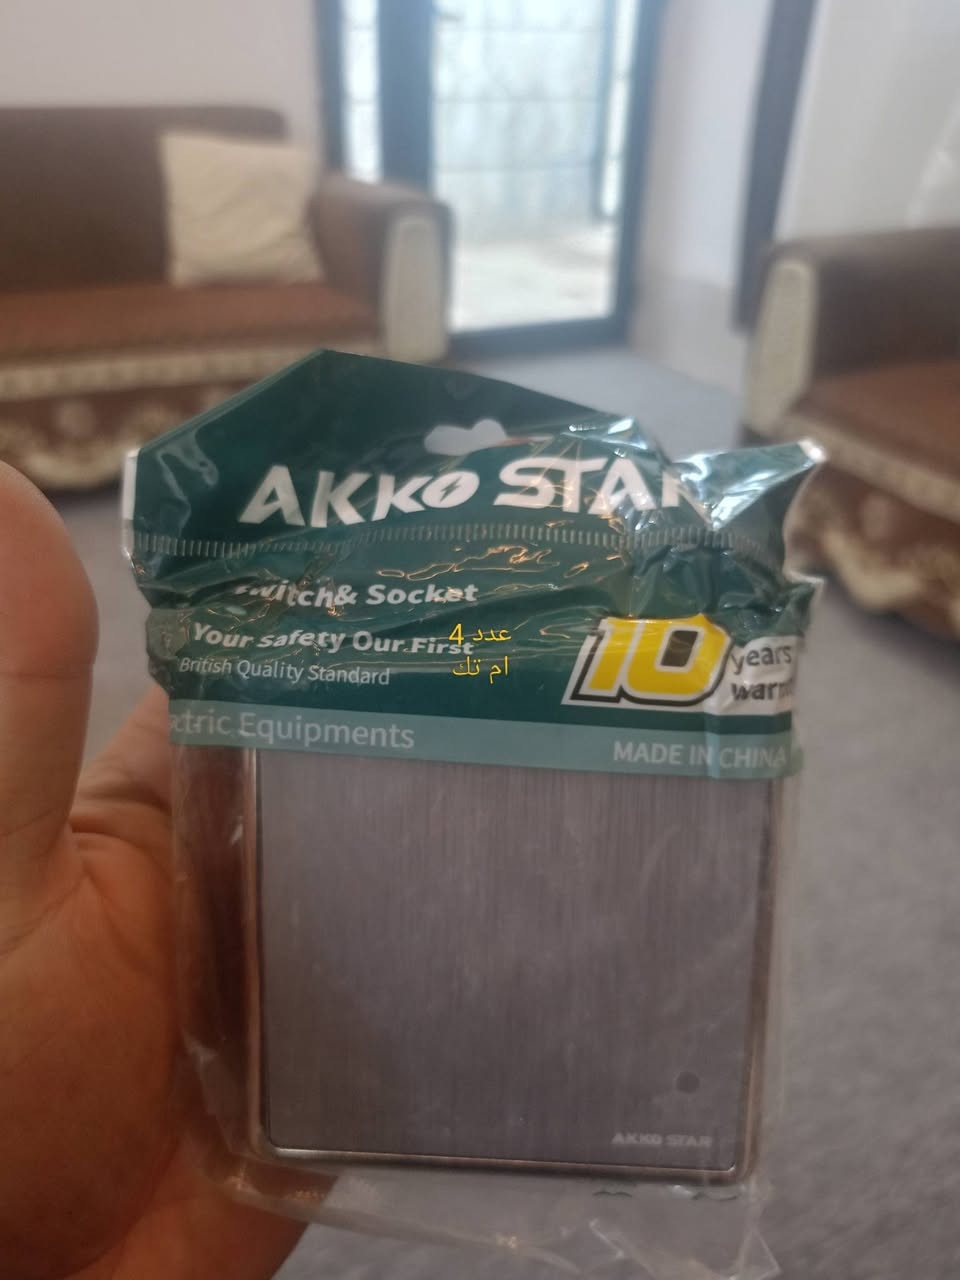 AKKO STAR
Switch& Socket
Your safety Our First
British Quality Standard
عدد 4
ام تك
10
years
Equipments
MADE IN CHINA
AKKO STAR